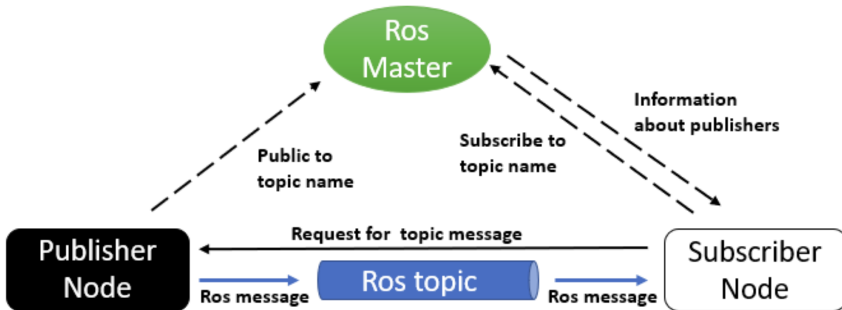 Ros
Master
Information
about publishers
Subscribe to
topic name
Public to
topic name
Request for topic message
Publisher
Node
Ros topic
Subscriber
Node
Ros message
Ros message